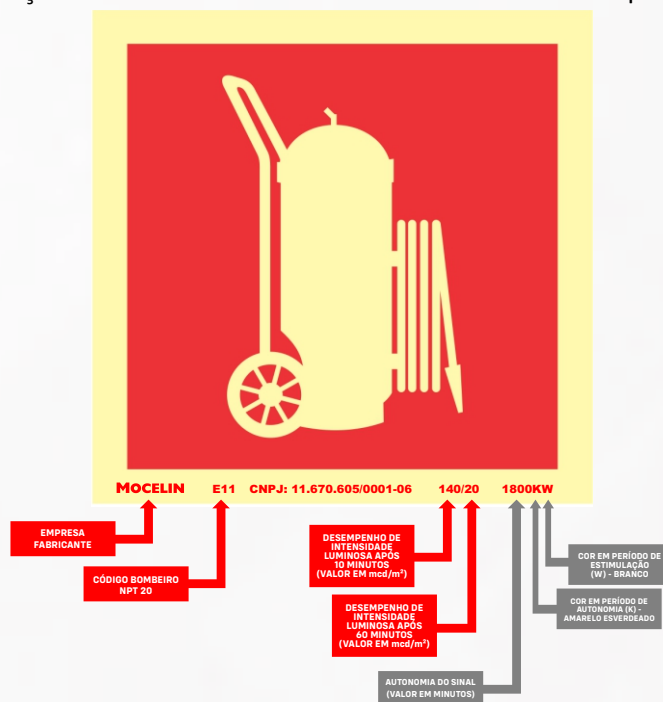 MOCELIN E11 CNPJ: 11.670.605/0001-06 140/20 1800KW
EMPRESA
FABRICANTE
CÓDIGO BOMBEIRO
NPT 20
DESEMPENHO DE
INTENSIDADE
LUMINOSA APÓS
10 MINUTOS
(VALOR EM mcd/m²)
DESEMPENHO DE
INTENSIDADE
LUMINOSA APÓS
60 MINUTOS
(VALOR EM mcd/m²)
COR EM PERÍODO DE
ESTIMULAÇÃO
(W) - BRANCO
COR EM PERÍODO DE
AUTONOMIA (K) -
AMARELO ESVERDEADO
AUTONOMIA DO SINAL
(VALOR EM MINUTOS)